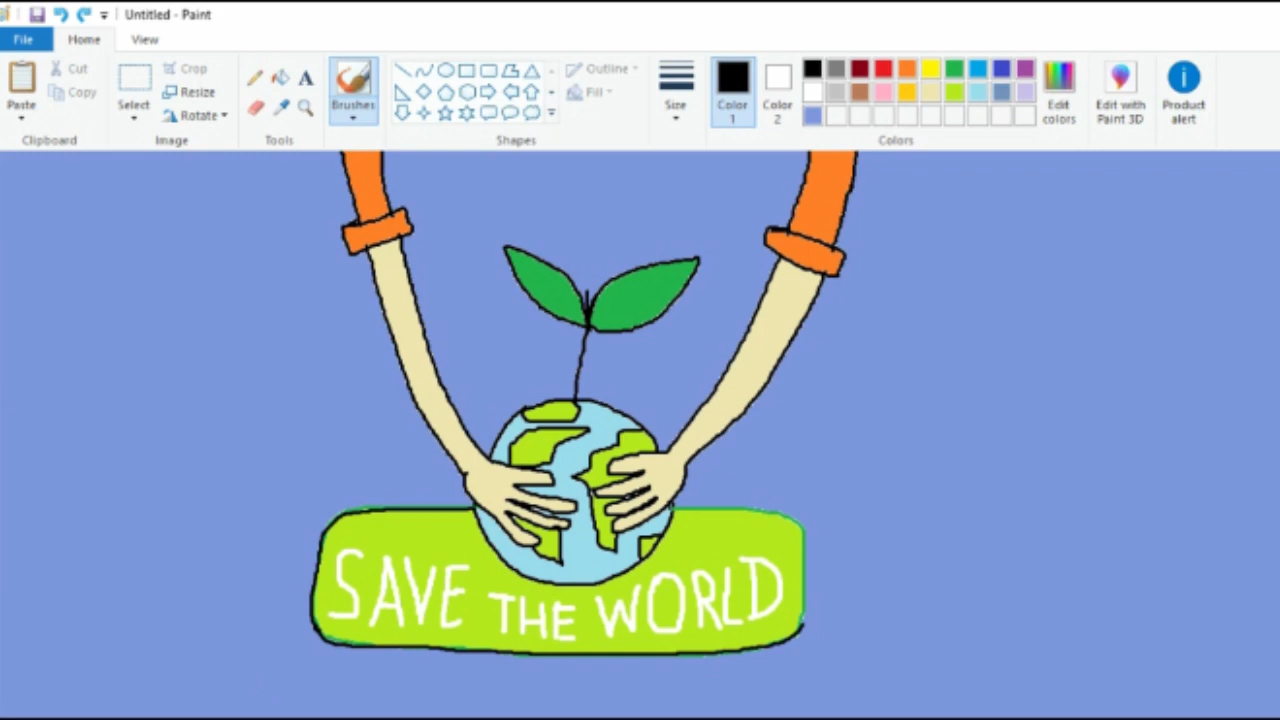 Untitled - Paint
File Home View
Cut
Copy
Paste
Crop
Resize
Rotate
Select
A
Brushes
Outline
Fill
Size
Color 1
Color 2
Edit colors
Edit with Paint 3D
Product alert
Clipboard Image Tools Shapes Colors
SAVE THE WORLD